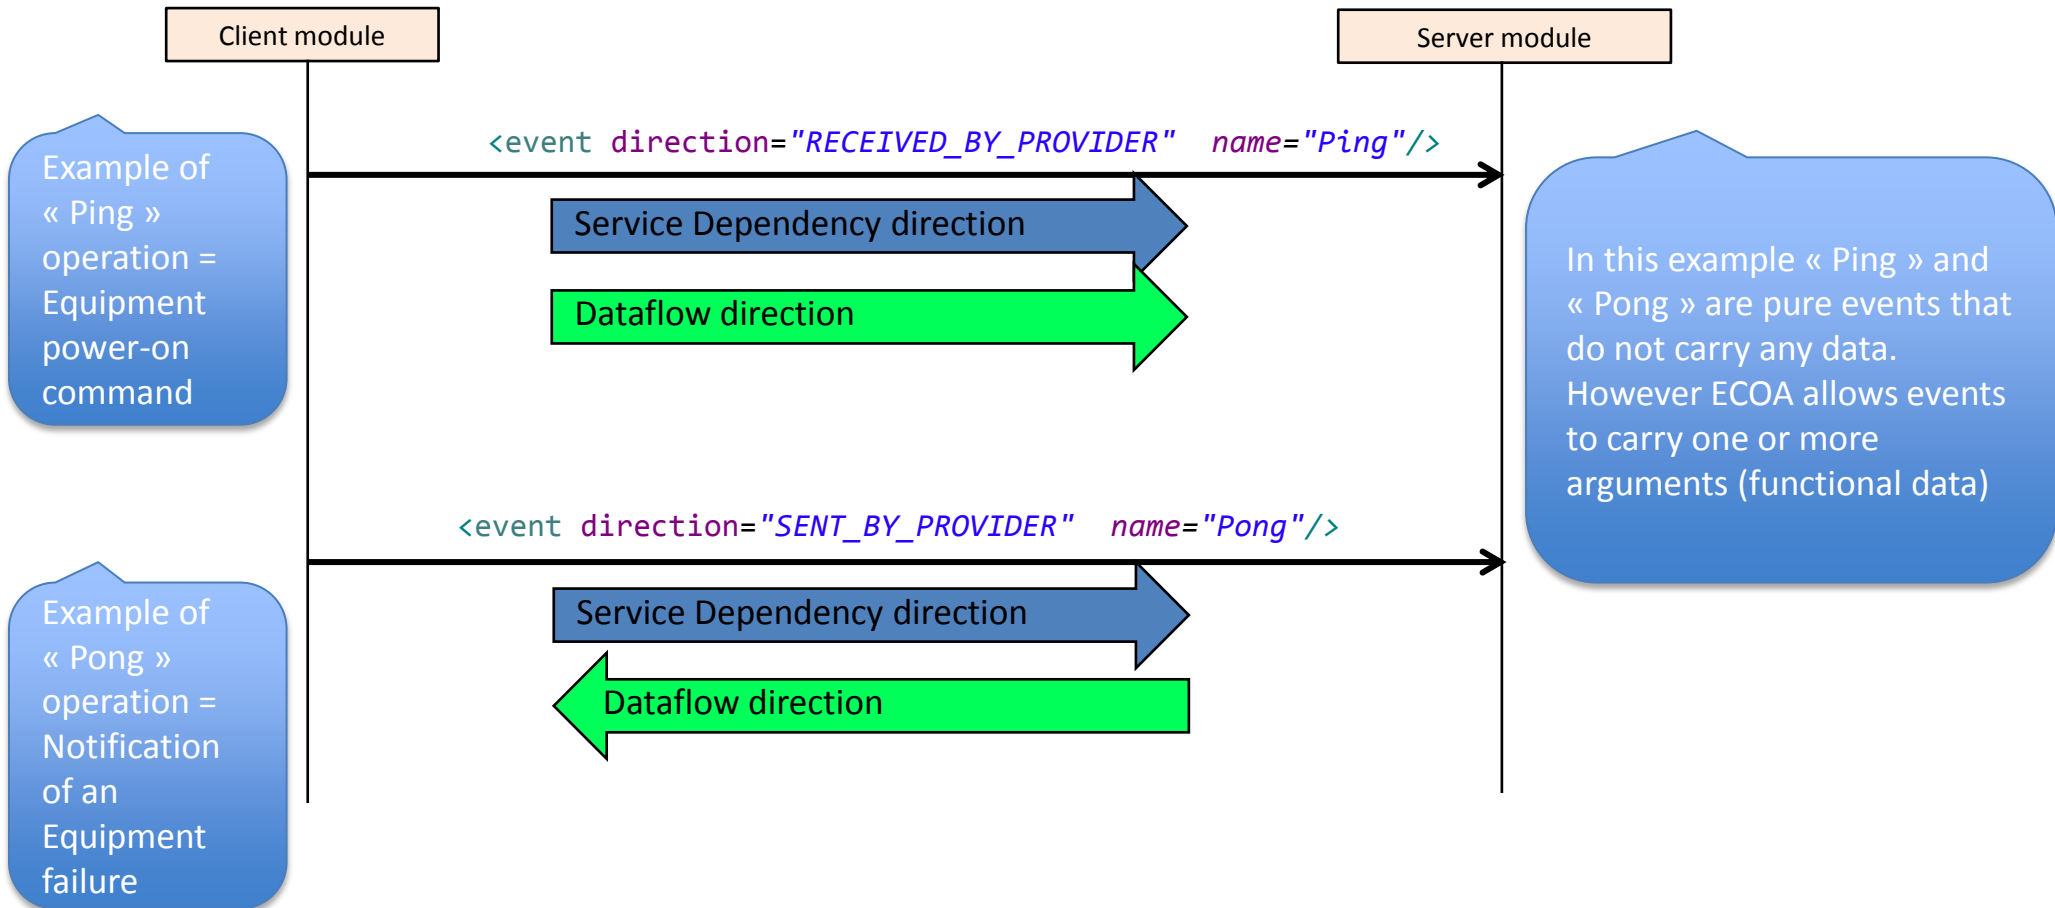 Client module
Server module
<event direction="RECEIVED_BY_PROVIDER" name="Ping"/>
Example of
« Ping »
operation =
Equipment
power-on
command
Service Dependency direction
Dataflow direction
In this example « Ping » and
« Pong » are pure events that
do not carry any data.
However ECOA allows events
to carry one or more
arguments (functional data)
<event direction="SENT_BY_PROVIDER" name="Pong"/>
Example of
« Pong »
operation =
Notification
of an
Equipment
failure
Service Dependency direction
Dataflow direction